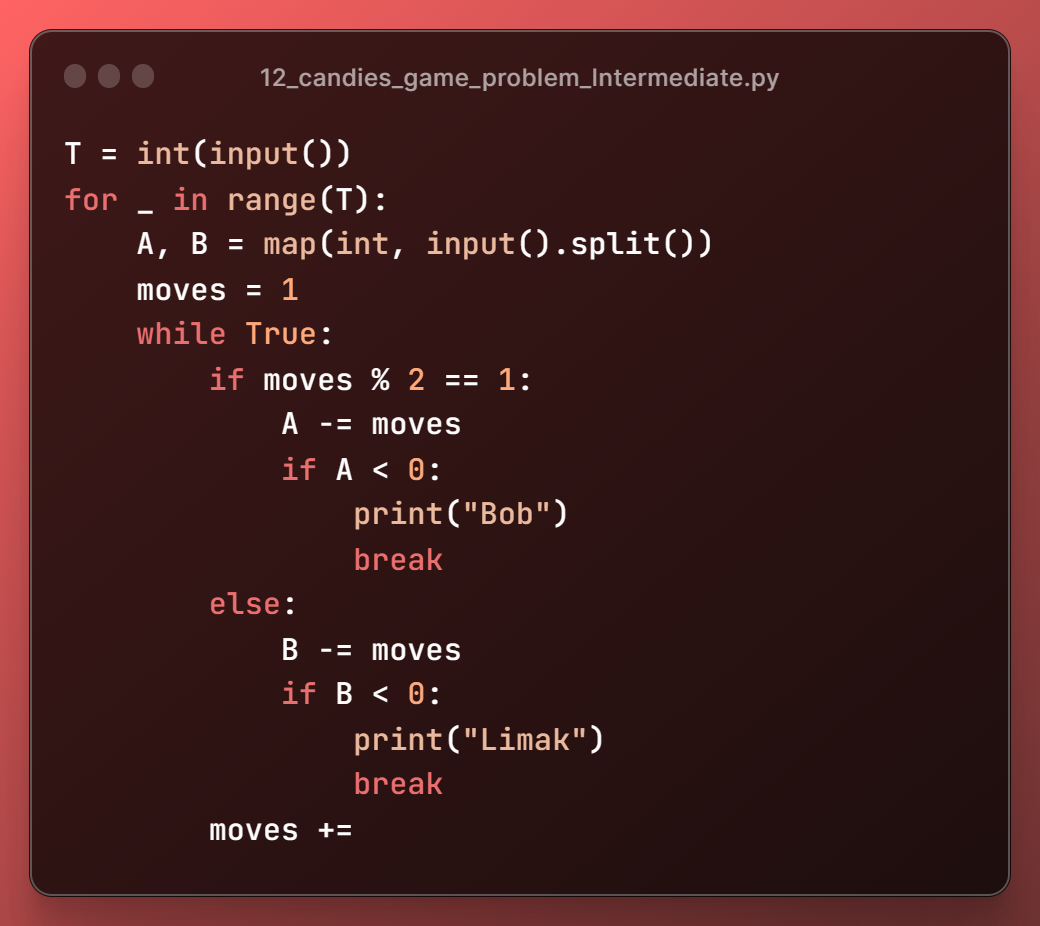 12_candies_game_problem_Intermediate.py
T = int(input())
for _ in range(T):
    A, B = map(int, input().split())
    moves = 1
    while True:
        if moves % 2 == 1:
            A -= moves
            if A < 0:
                print("Bob")
                break
        else:
            B -= moves
            if B < 0:
                print("Limak")
                break
        moves +=